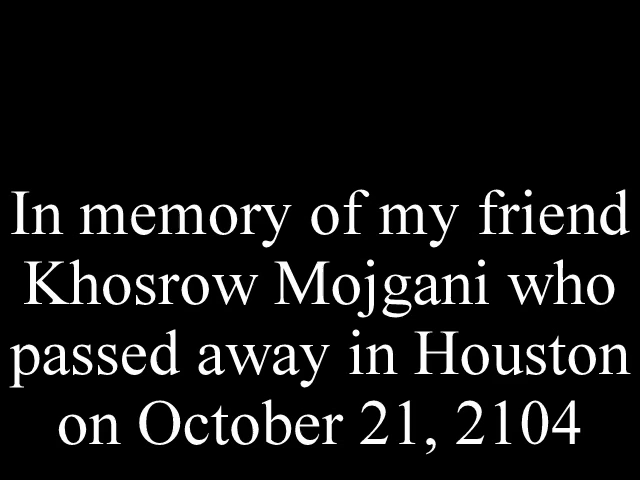 In memory of my friend
Khosrow Mojgani who
passed away in Houston
on October 21, 2104